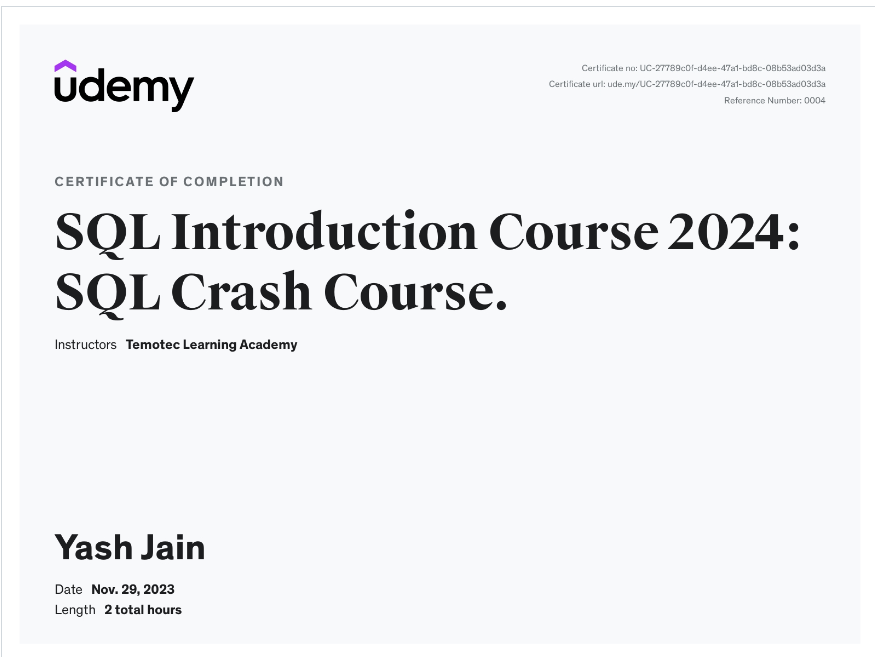 udemy
Certificate no: UC-27789c0f-d4ee-47a1-bd8c-08b53ad03d3a
Certificate url: ude.my/UC-27789c0f-d4ee-47a1-bd8c-08b53ad03d3a
Reference Number: 0004
CERTIFICATE OF COMPLETION
SQL Introduction Course 2024:
SQL Crash Course.
Instructors Temotec Learning Academy
Yash Jain
Date Nov. 29, 2023
Length 2 total hours